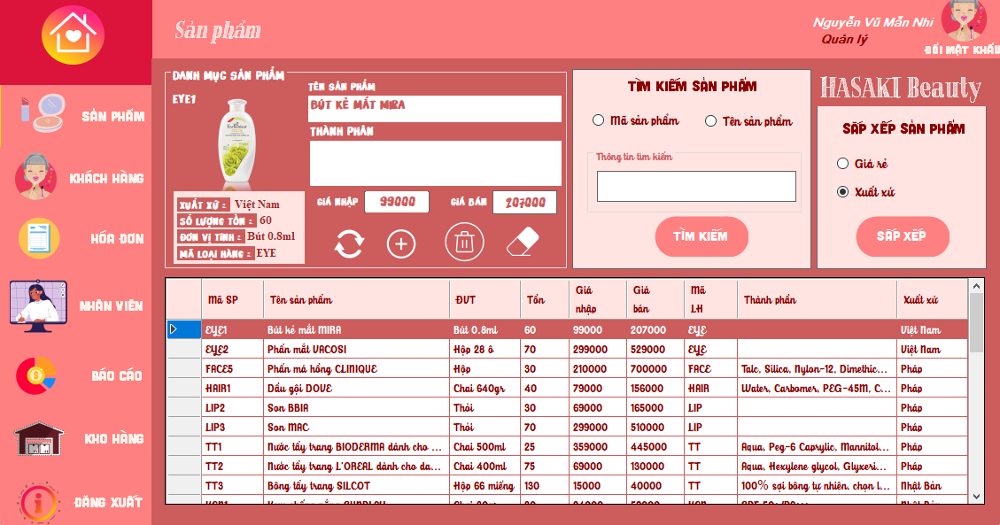 Sản phẩm
Nguyễn Vũ Mẫn Nhi
Quản lý
ĐỔI MẬT KHẨU
SẢN PHẨM
KHÁCH HÀNG
HÓA ĐƠN
NHÂN VIÊN
BÁO CÁO
KHO HÀNG
ĐĂNG XUẤT
DANH MỤC SẢN PHẨM
EYE1
TÊN SẢN PHẨM
BÚT KẺ MẮT MIRA
THÀNH PHẦN
XUẤT XỨ : Việt Nam
SỐ LƯỢNG TỒN : 60
ĐƠN VỊ TÍNH : Bút 0.8ml
MÃ LOẠI HÀNG : EYE
GIÁ NHẬP 99000 GIÁ BÁN 207000
TÌM KIẾM SẢN PHẨM
Mã sản phẩm Tên sản phẩm
Thông tin tìm kiếm
TÌM KIẾM
HASAKI Beauty
SẮP XẾP SẢN PHẨM
Giá rẻ
Xuất xứ
SẮP XẾP
Mã SP Tên sản phẩm ĐVT Tồn Giá nhập Giá bán Mã LH Thành phần Xuất xứ
EYE1 Bút kẻ mắt MIRA Bút 0.8ml 60 99000 207000 EYE Việt Nam
EYE2 Phấn mắt VACOSI Hộp 28 ô 70 299000 529000 EYE Việt Nam
FACE5 Phấn má hồng CLINIQUE Hộp 30 210000 700000 FACE Talc, Silica, Nylon-12, Dimethic... Pháp
HAIR1 Dầu gội DOVE Chai 640gr 40 79000 156000 HAIR Water, Carbomer, PEG-45M, C... Pháp
LIP2 Son BBIA Thỏi 30 69000 165000 LIP Pháp
LIP3 Son MAC Thỏi 70 299000 510000 LIP Pháp
TT1 Nước tẩy trang BIODERMA dành cho ... Chai 500ml 25 359000 445000 TT Aqua, Peg-6 Caprylic, Mannitol... Pháp
TT2 Nước tẩy trang L'OREAL dành cho da... Chai 400ml 75 69000 130000 TT Aqua, Hexylene glycol, Glyxeri... Pháp
TT3 Bông tẩy trang SILCOT Hộp 66 miếng 130 15000 40000 TT 100% sợi bông tự nhiên, chọn l... Nhật Bản